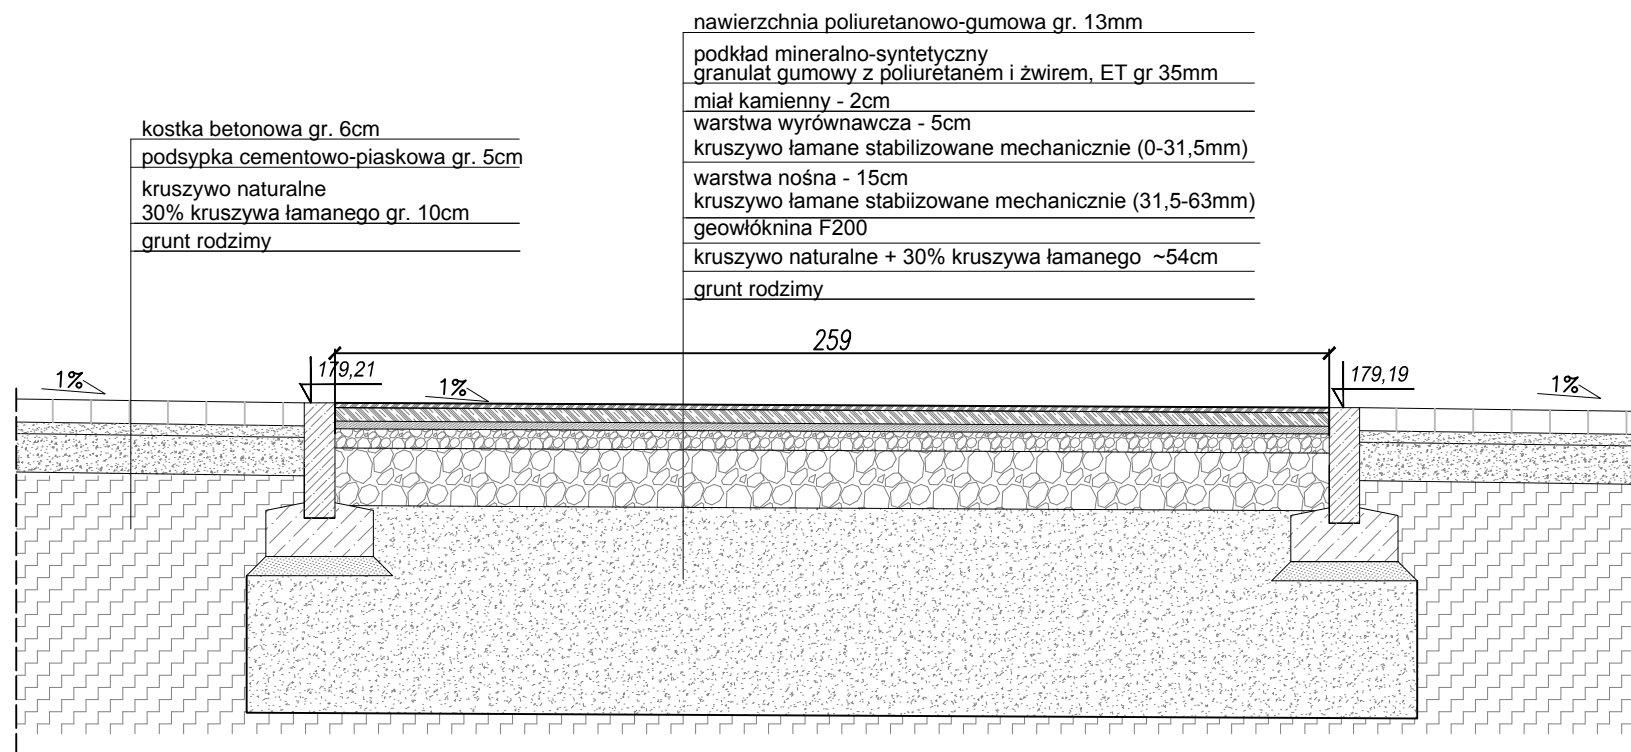 nawierzchnia poliuretanowo-gumowa gr. 13mm
podkład mineralno-syntetyczny
granulat gumowy z poliuretanem i żwirem, ET gr 35mm
miał kamienny - 2cm
warstwa wyrównawcza - 5cm
kruszywo łamane stabilizowane mechanicznie (0-31,5mm)
warstwa nośna - 15cm
kruszywo łamane stabiizowane mechanicznie (31,5-63mm)
geowłóknina F200
kruszywo naturalne + 30% kruszywa łamanego ~54cm
grunt rodzimy
kostka betonowa gr. 6cm
podsypka cementowo-piaskowa gr. 5cm
kruszywo naturalne
30% kruszywa łamanego gr. 10cm
grunt rodzimy
259
1%
179,21
1%
179,19
1%